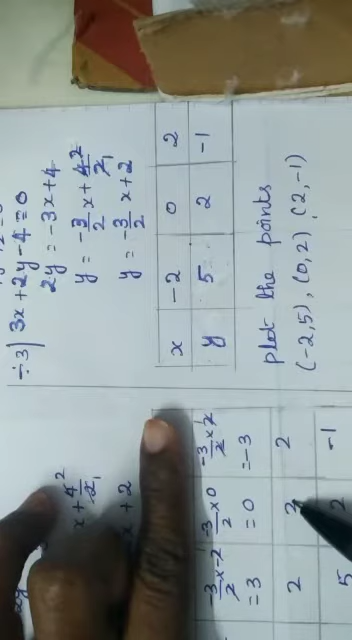 ÷3) 3x+2y-4=0
2y = -3x+4
y = -3/2 x + 4/2
y = -3/2 x + 2
x -2 0 2
y 5 2 -1
plot the points
(-2,5), (0,2) (2,-1)
x + 4/2
x + 2
-3/2 x -2 -3/2 x 0 -3/2 x 2
= 3 = 0 = -3
2 2 2
5 2 -1